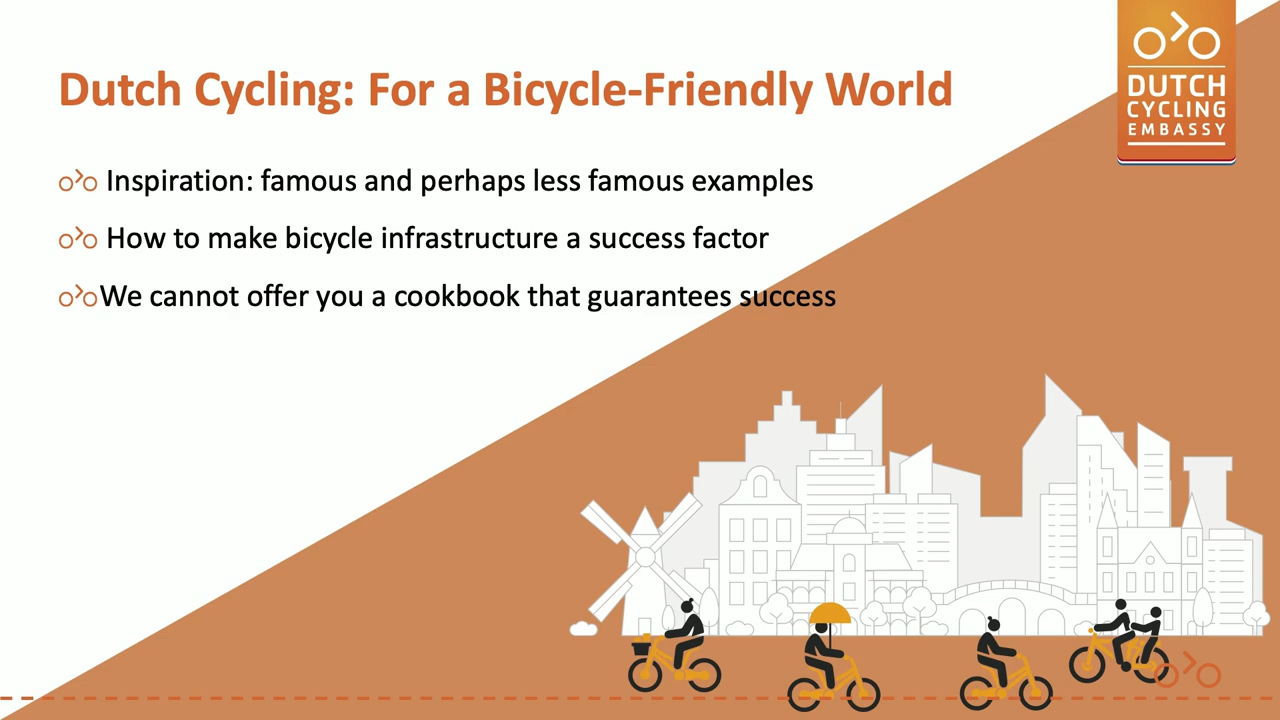 Dutch Cycling: For a Bicycle-Friendly World
Inspiration: famous and perhaps less famous examples
How to make bicycle infrastructure a success factor
We cannot offer you a cookbook that guarantees success
DUTCH
CYCLING
EMBASSY